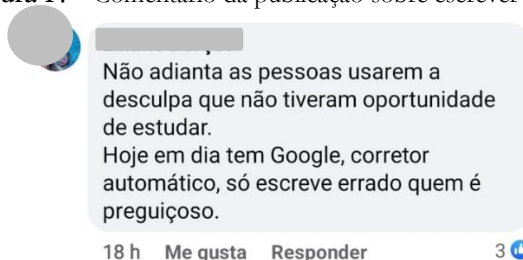 Comentário da publicação sobre escrever
Não adianta as pessoas usarem a
desculpa que não tiveram oportunidade
de estudar.
Hoje em dia tem Google, corretor
automático, só escreve errado quem é
preguiçoso.
18 h Me gusta Responder 3